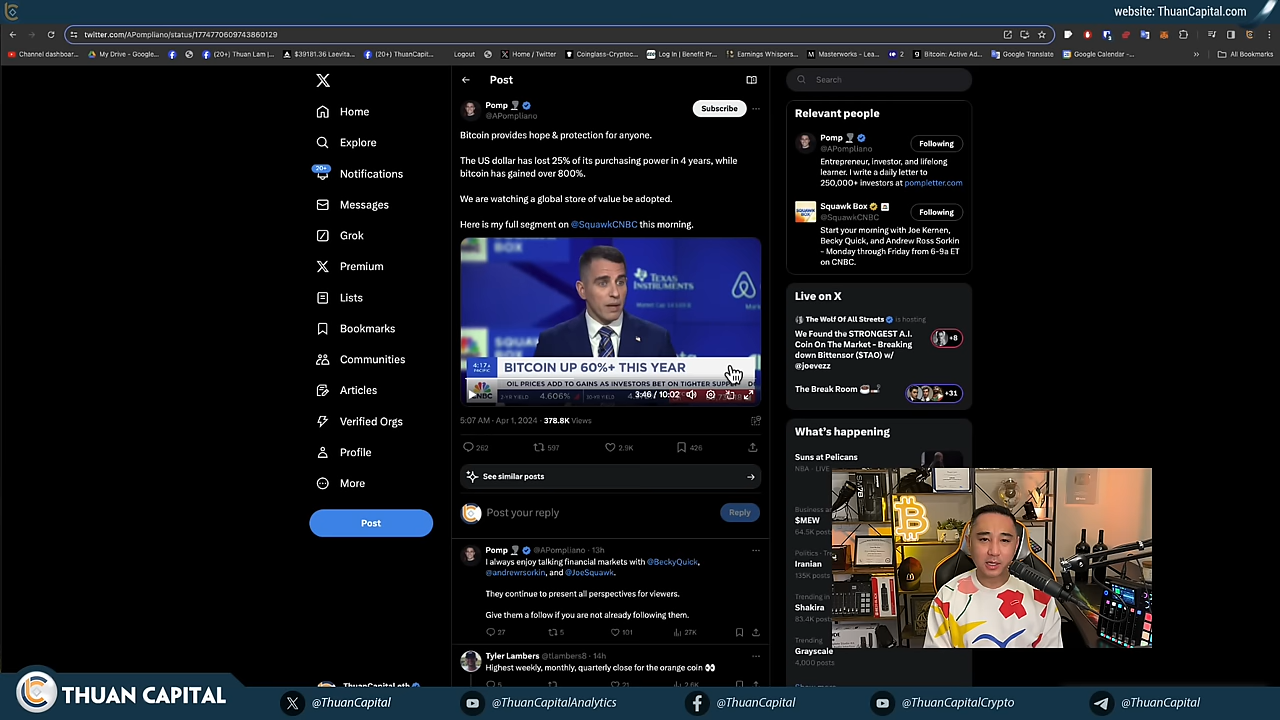 website: ThuanCapital.com
twitter.com/APompliano/status/1774770609743860129
Channel dashboar...
My Drive - Google...
(20+) Thuan Lam |...
$39181.36 Laevita...
(20+) ThuanCapit...
Logout
Home / Twitter
Coinglass-Cryptoc...
Log In | Benefit Pr...
Earnings Whispers...
Masterworks - Lea...
2
Bitcoin: Active Ad...
Google Translate
Google Calendar -...
All Bookmarks
Home
Explore
20+
Notifications
Messages
Grok
Premium
Lists
Bookmarks
Communities
Articles
Verified Orgs
Profile
More
Post
Post
Pomp
@APompliano
Subscribe
Bitcoin provides hope & protection for anyone.
The US dollar has lost 25% of its purchasing power in 4 years, while
bitcoin has gained over 800%.
We are watching a global store of value be adopted.
Here is my full segment on @SquawkCNBC this morning.
BOX
TEXAS
INSTRUMENTS
4:17a
PACIFIC
BITCOIN UP 60%+ THIS YEAR
OIL PRICES ADD TO GAINS AS INVESTORS BET ON TIGHTER
2-YR YIELD 4.606%
3:46 / 10:02
5:07 AM · Apr 1, 2024 · 378.8K Views
262
597
2.9K
426
See similar posts
Post your reply
Reply
Pomp @APompliano · 13h
I always enjoy talking financial markets with @BeckyQuick,
@andrewrsorkin, and @JoeSquawk.
They continue to present all perspectives for viewers.
Give them a follow if you are not already following them.
27
5
101
27K
Tyler Lambers @tlambers8 · 14h
Highest weekly, monthly, quarterly close for the orange coin
Search
Relevant people
Pomp
@APompliano
Following
Entrepreneur, investor, and lifelong
learner. I write a daily letter to
250,000+ investors at pompletter.com
Squawk Box
@SquawkCNBC
Following
Start your morning with Joe Kernen,
Becky Quick, and Andrew Ross Sorkin
- Monday through Friday from 6-9a ET
on CNBC.
Live on X
The Wolf Of All Streets is hosting
We Found the STRONGEST A.I.
Coin On The Market - Breaking
down Bittensor ($TAO) w/
@joevezz
+8
The Break Room
+31
What's happening
Suns at Pelicans
NBA · LIVE
$MEW
64.5K posts
Politics · Tre
Iranian
135K posts
Trending in
Shakira
83.4K posts
Trending
Grayscale
4,000 posts
THUAN CAPITAL
@ThuanCapital
@ThuanCapitalAnalytics
@ThuanCapital
@ThuanCapitalCrypto
@ThuanCapital